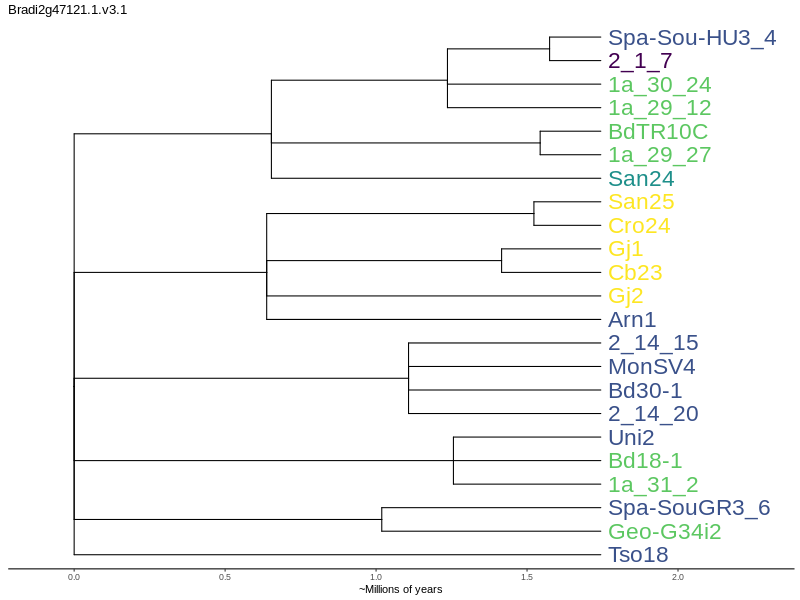 Bradi2g47121.1.v3.1
Spa-Sou-HU3_4
2_1_7
1a_30_24
1a_29_12
BdTR10C
1a_29_27
San24
San25
Cro24
Gj1
Cb23
Gj2
Arn1
2_14_15
MonSV4
Bd30-1
2_14_20
Uni2
Bd18-1
1a_31_2
Spa-SouGR3_6
Geo-G34i2
Tso18
0.0 0.5 1.0 1.5 2.0
~Millions of years